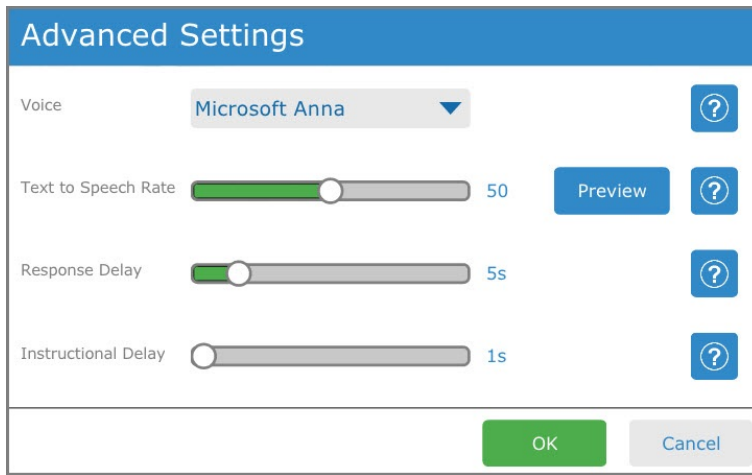 Advanced Settings
Voice Microsoft Anna ?
Text to Speech Rate 50 Preview ?
Response Delay 5s ?
Instructional Delay 1s ?
OK Cancel